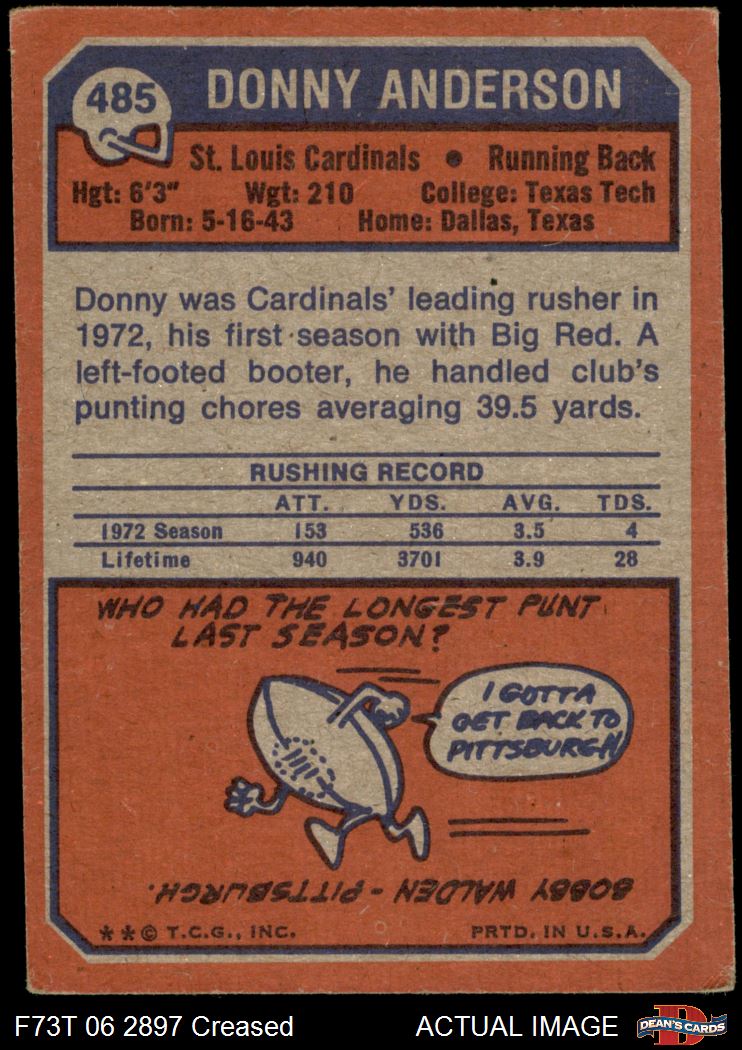 485 DONNY ANDERSON
St. Louis Cardinals • Running Back
Hgt: 6'3" Wgt: 210 College: Texas Tech
Born: 5-16-43 Home: Dallas, Texas
Donny was Cardinals' leading rusher in
1972, his first season with Big Red. A
left-footed booter, he handled club's
punting chores averaging 39.5 yards.
RUSHING RECORD
ATT. YDS. AVG. TDS.
1972 Season 153 536 3.5 4
Lifetime 940 3701 3.9 28
WHO HAD THE LONGEST PUNT
LAST SEASON?
I GOTTA
GET BACK TO
PITTSBURGH
BOBBY WALDEN - PITTSBURGH.
** © T.C.G., INC. PRTD. IN U.S.A.
F73T 06 2897 Creased ACTUAL IMAGE
D
DEAN'S CARDS